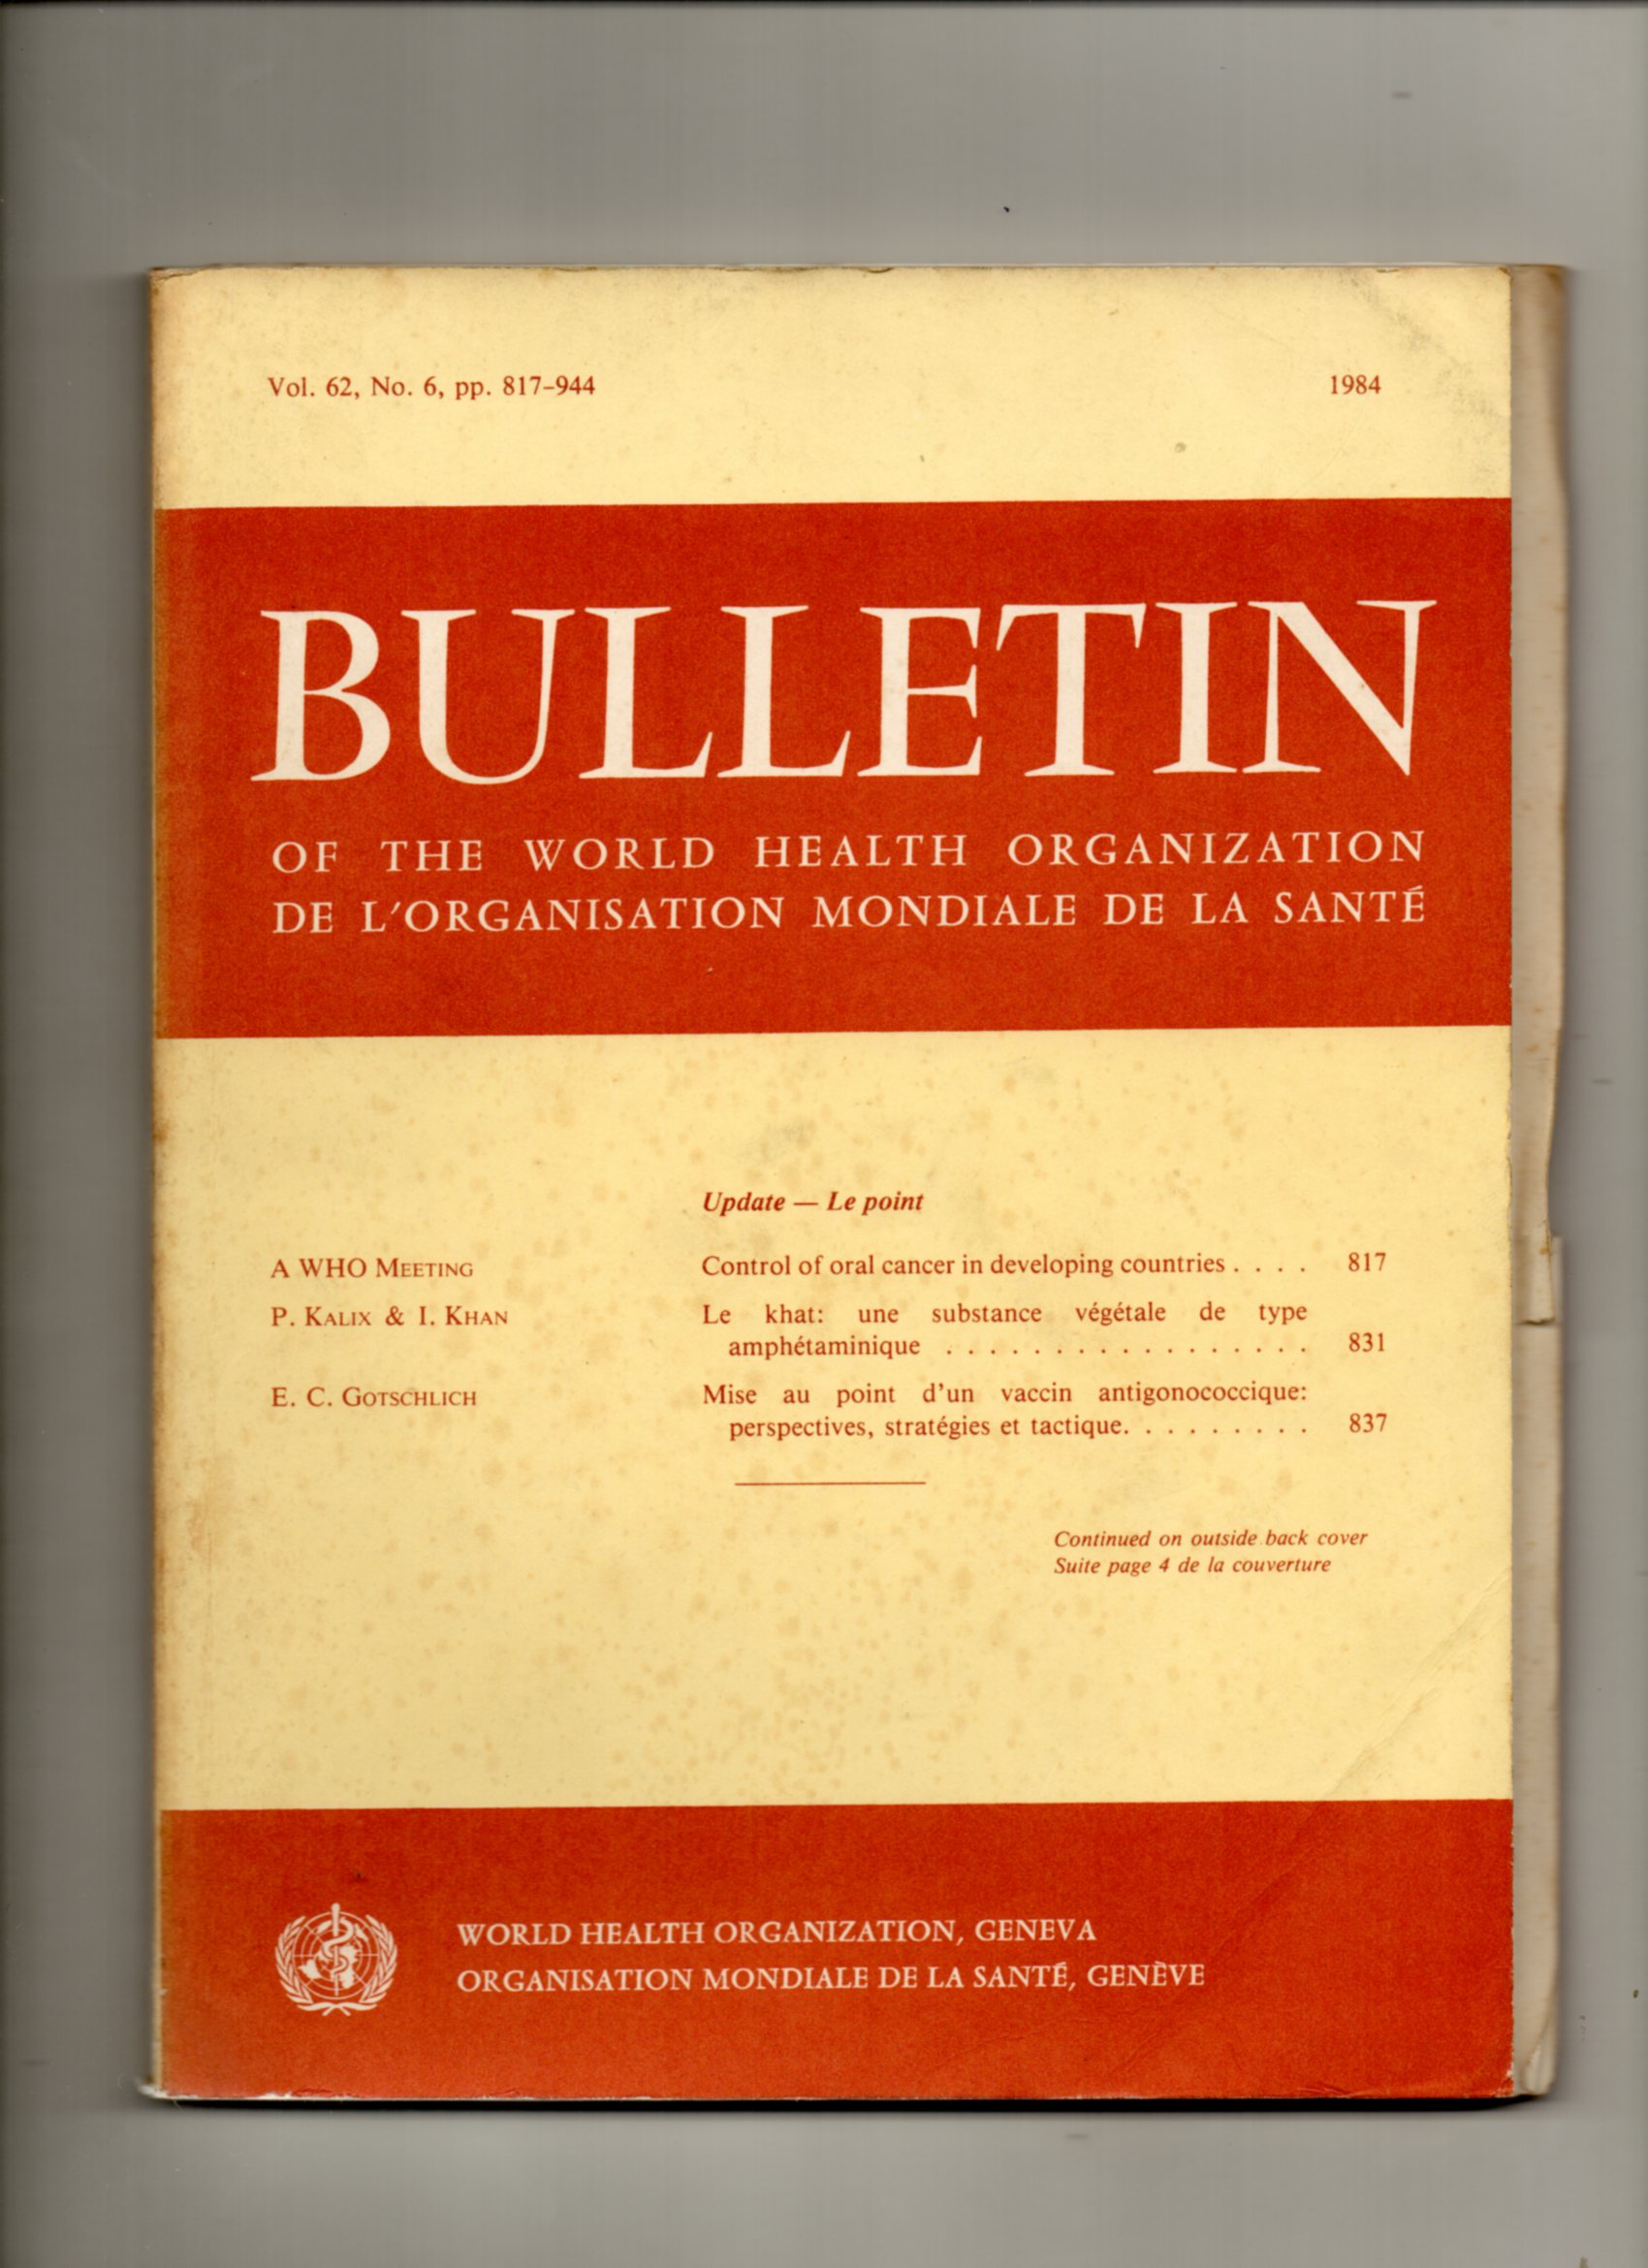 Vol. 62, No. 6, pp. 817–944 1984
BULLETIN
OF THE WORLD HEALTH ORGANIZATION
DE L'ORGANISATION MONDIALE DE LA SANTÉ
Update — Le point
A WHO MEETING Control of oral cancer in developing countries . . . . 817
P. KALIX & I. KHAN Le khat: une substance végétale de type
amphétaminique . . . . . . . . . . . . . . . . . 831
E. C. GOTSCHLICH Mise au point d'un vaccin antigonococcique:
perspectives, stratégies et tactique. . . . . . . . . 837
Continued on outside back cover
Suite page 4 de la couverture
WORLD HEALTH ORGANIZATION, GENEVA
ORGANISATION MONDIALE DE LA SANTÉ, GENÈVE